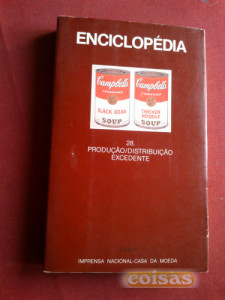 ENCICLOPÉDIA
Campbell's
CONDENSED
BLACK BEAN
SOUP
Campbell's
CONDENSED
CHICKEN
NOODLE
SOUP
28.
PRODUÇÃO/DISTRIBUIÇÃO
EXCEDENTE
IMPRENSA NACIONAL-CASA DA MOEDA
coisas